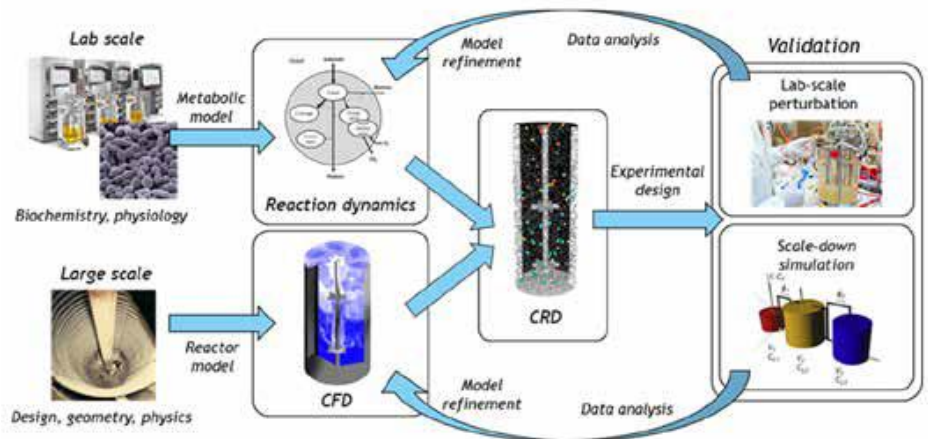 Lab scale
Metabolic
model
Biochemistry, physiology
Reaction dynamics
Large scale
Reactor
model
Design, geometry, physics
CFD
Model
refinement
Data analysis
CRD
Experimental
design
Validation
Lab-scale
perturbation
Scale-down
simulation
Model
refinement
Data analysis